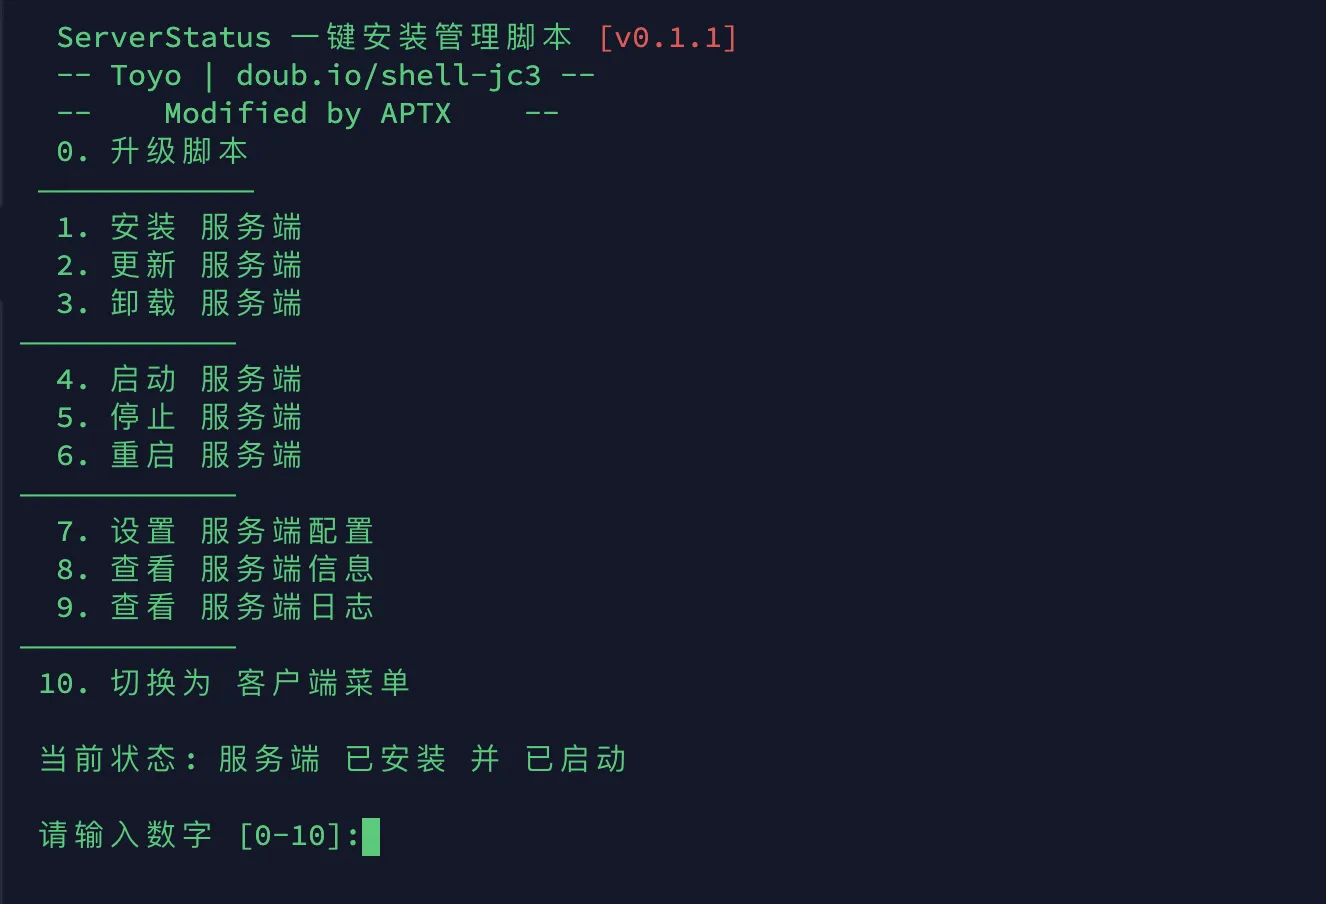 ServerStatus 一键安装管理脚本 [v0.1.1]
-- Toyo | doub.io/shell-jc3 --
--    Modified by APTX    --
0. 升级脚本
————————————
1. 安装 服务端
2. 更新 服务端
3. 卸载 服务端
————————————
4. 启动 服务端
5. 停止 服务端
6. 重启 服务端
————————————
7. 设置 服务端配置
8. 查看 服务端信息
9. 查看 服务端日志
————————————
10. 切换为 客户端菜单
当前状态: 服务端 已安装 并 已启动
请输入数字 [0-10]: